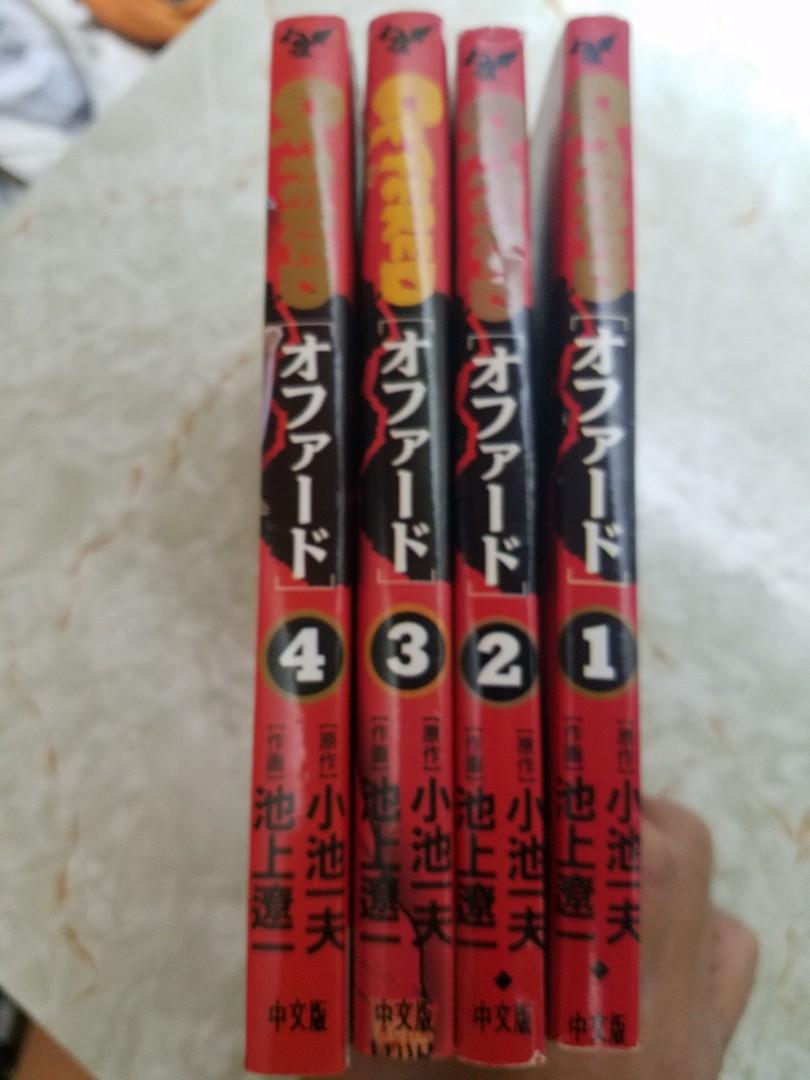 OFFERED
[オファード]
4
[原作]小池一夫
[作画]池上遼一
中文版
OFFERED
[オファード]
3
[原作]小池一夫
[作画]池上遼一
中文版
OFFERED
[オファード]
2
[原作]小池一夫
[作画]池上遼一
◆
中文版
OFFERED
[オファード]
1
[原作]小池一夫
[作画]池上遼一
◆
中文版